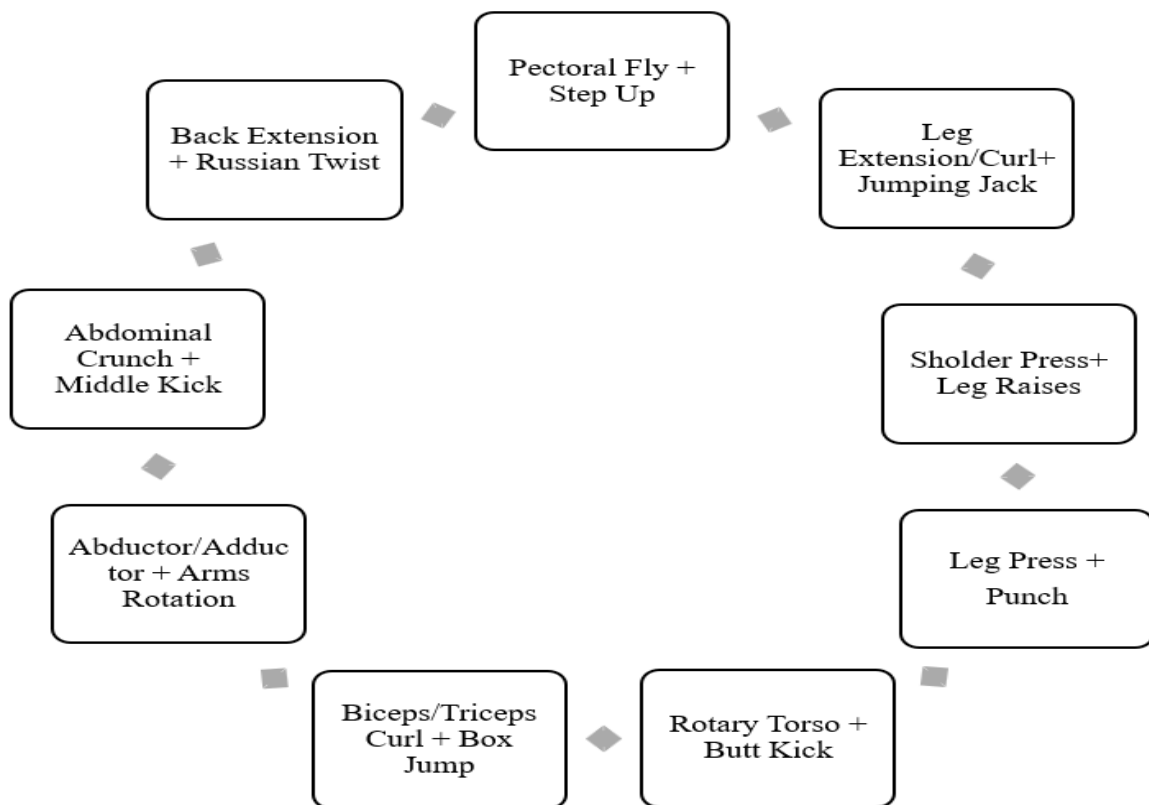 Pectoral Fly +
Step Up
Leg
Extension/Curl+
Jumping Jack
Sholder Press+
Leg Raises
Leg Press +
Punch
Rotary Torso +
Butt Kick
Biceps/Triceps
Curl + Box
Jump
Abductor/Adduc
tor + Arms
Rotation
Abdominal
Crunch +
Middle Kick
Back Extension
+ Russian Twist